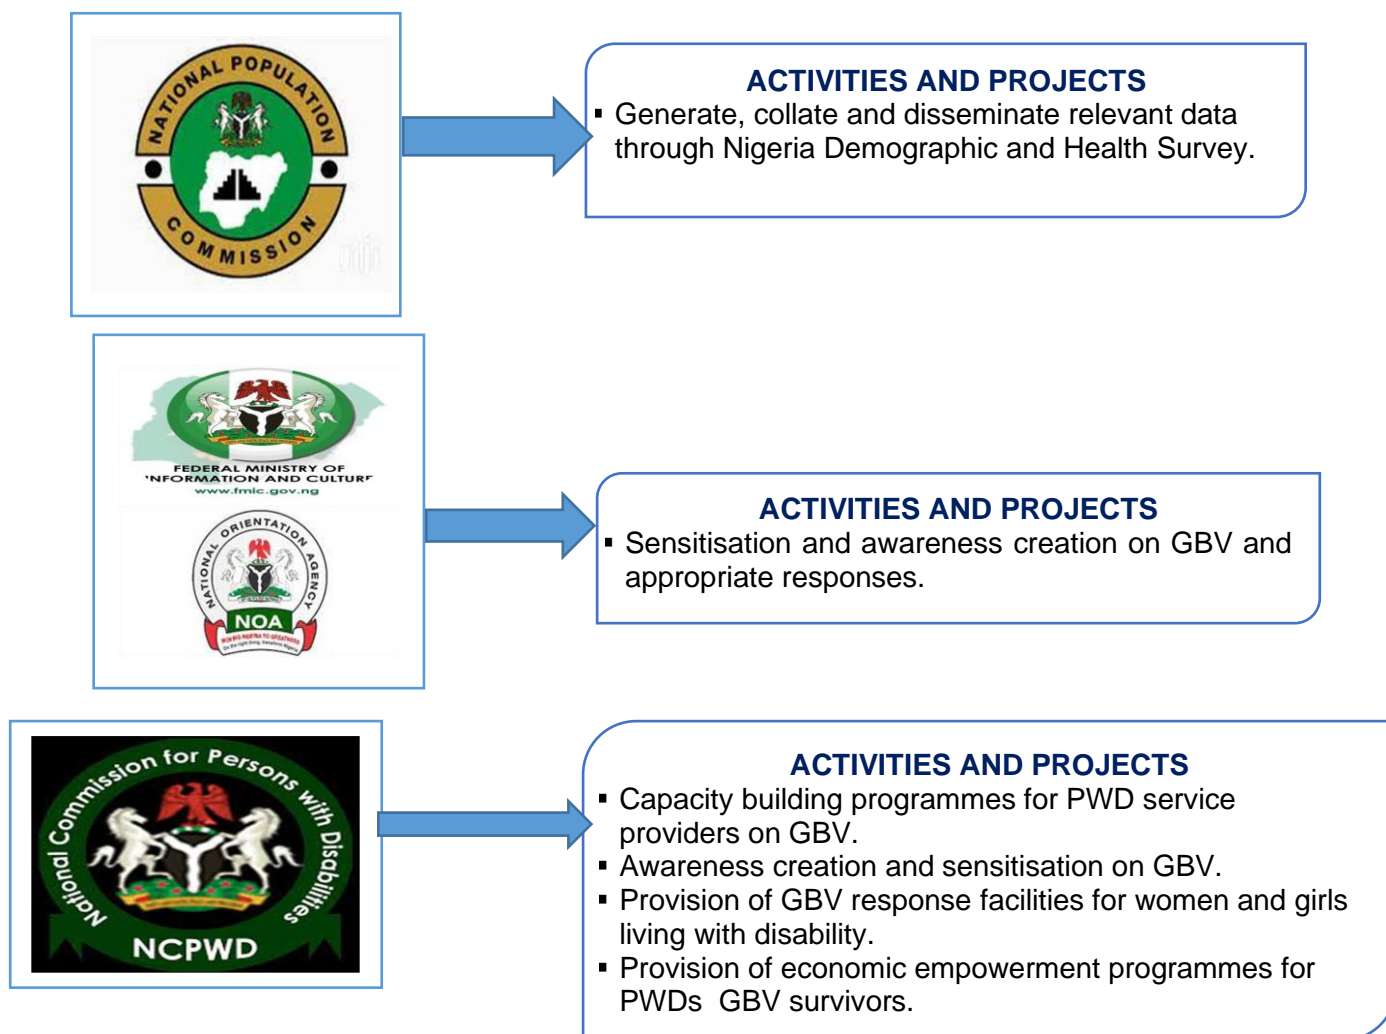 NATIONAL POPULATION
COMMISSION
ACTIVITIES AND PROJECTS
▪ Generate, collate and disseminate relevant data
through Nigeria Demographic and Health Survey.
FEDERAL MINISTRY OF
INFORMATION AND CULTURE
www.fmic.gov.ng
NATIONAL ORIENTATION AGENCY
NOA
ACTIVITIES AND PROJECTS
▪ Sensitisation and awareness creation on GBV and
appropriate responses.
National Commission for Persons with Disabilities
NCPWD
ACTIVITIES AND PROJECTS
▪ Capacity building programmes for PWD service
providers on GBV.
▪ Awareness creation and sensitisation on GBV.
▪ Provision of GBV response facilities for women and girls
living with disability.
▪ Provision of economic empowerment programmes for
PWDs GBV survivors.